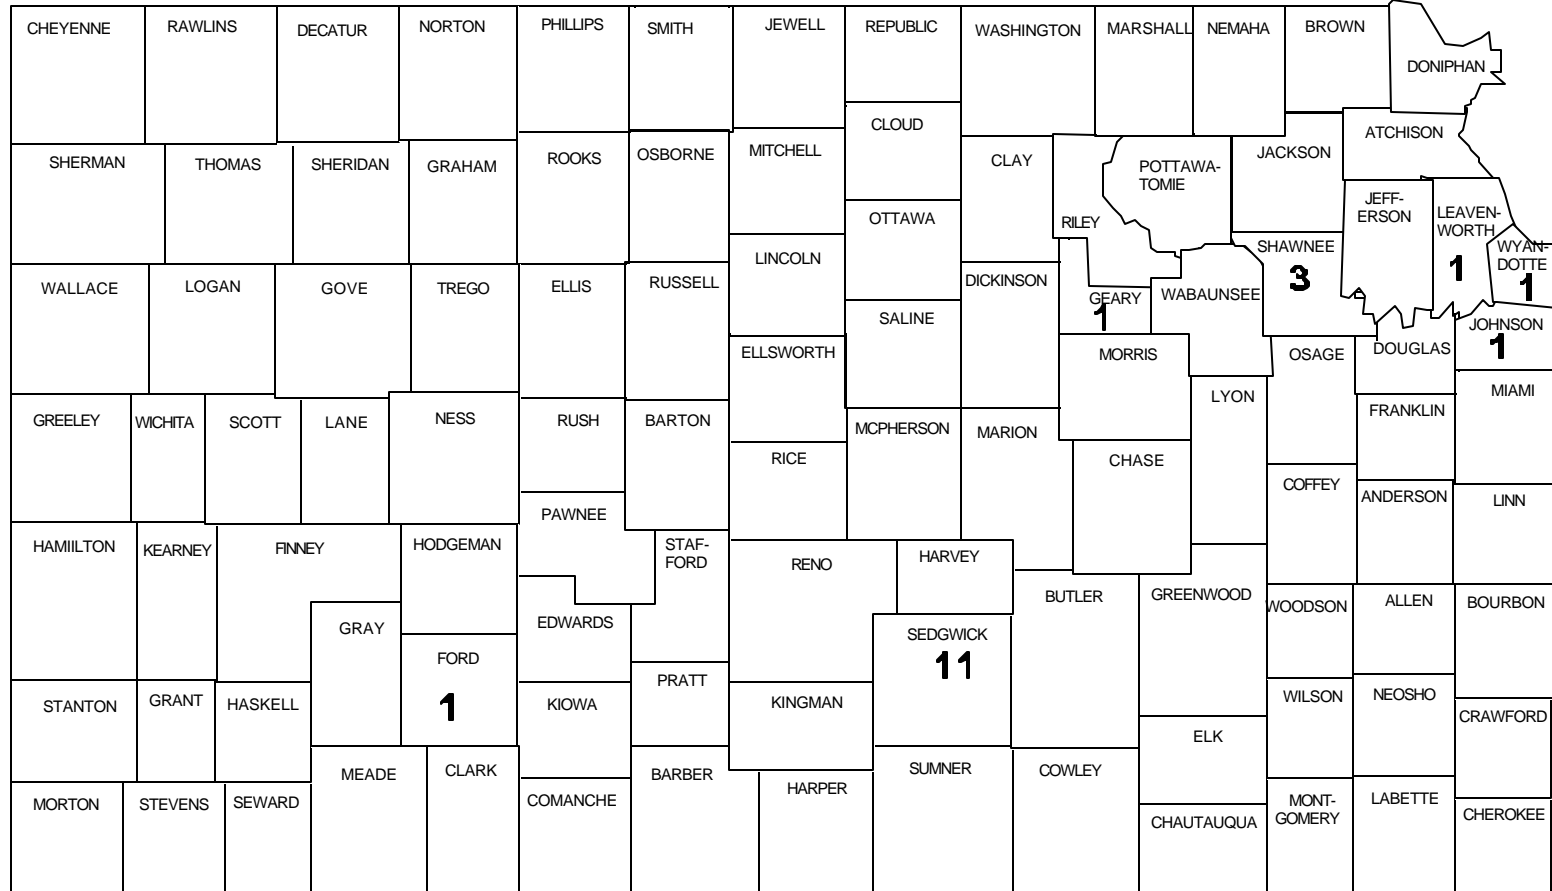 CHEYENNE
RAWLINS
DECATUR
NORTON
PHILLIPS
SMITH
JEWELL
REPUBLIC
WASHINGTON
MARSHALL
NEMAHA
BROWN
DONIPHAN
CLOUD
ATCHISON
SHERMAN
THOMAS
SHERIDAN
GRAHAM
ROOKS
OSBORNE
MITCHELL
CLAY
POTTAWA-
TOMIE
JACKSON
OTTAWA
RILEY
JEFF-
ERSON
LEAVEN-
WORTH
1
SHAWNEE
3
WYAN-
DOTTE
1
WALLACE
LOGAN
GOVE
TREGO
ELLIS
RUSSELL
LINCOLN
DICKINSON
GEARY
1
WABAUNSEE
SALINE
JOHNSON
1
ELLSWORTH
MORRIS
OSAGE
DOUGLAS
MIAMI
GREELEY
WICHITA
SCOTT
LANE
NESS
RUSH
BARTON
MCPHERSON
MARION
LYON
FRANKLIN
RICE
CHASE
COFFEY
ANDERSON
LINN
HAMIILTON
KEARNEY
FINNEY
HODGEMAN
PAWNEE
STAF-
FORD
RENO
HARVEY
BUTLER
GREENWOOD
WOODSON
ALLEN
BOURBON
GRAY
EDWARDS
SEDGWICK
11
FORD
1
STANTON
GRANT
HASKELL
KIOWA
PRATT
KINGMAN
WILSON
NEOSHO
CRAWFORD
ELK
MEADE
CLARK
BARBER
SUMNER
COWLEY
HARPER
MORTON
STEVENS
SEWARD
COMANCHE
CHAUTAUQUA
MONT-
GOMERY
LABETTE
CHEROKEE